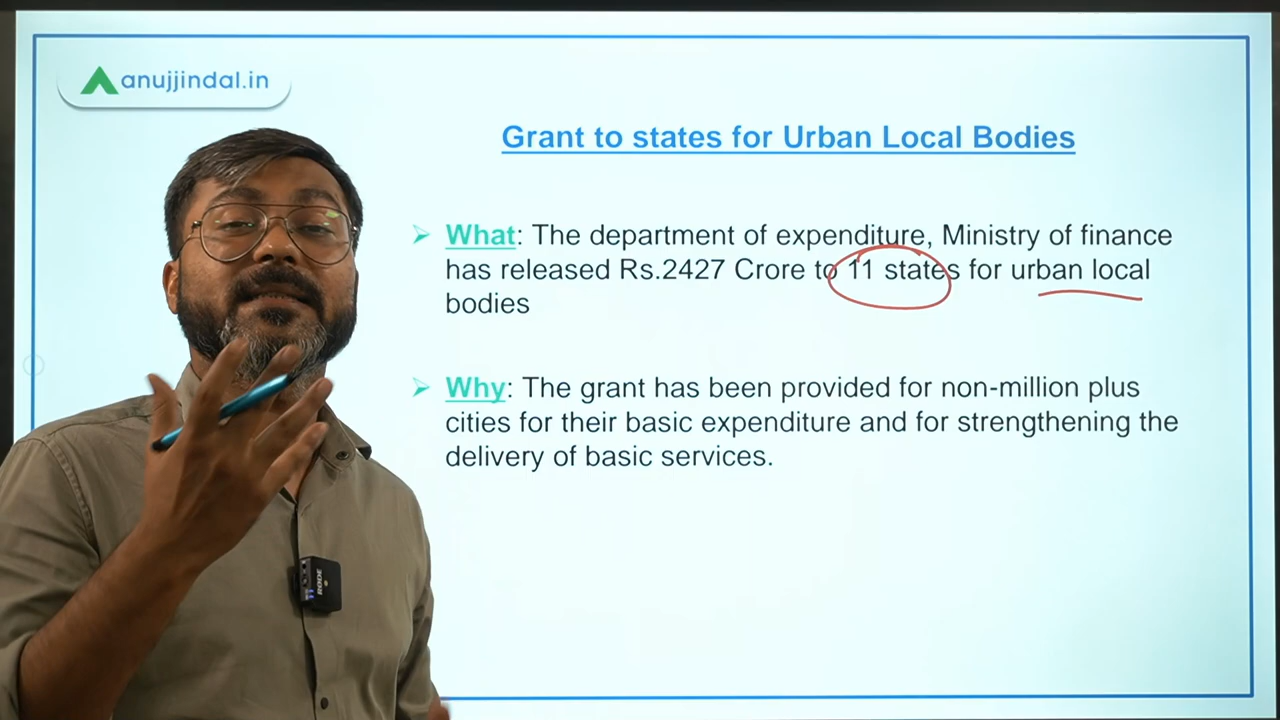 anujjindal.in
Grant to states for Urban Local Bodies
➢ What: The department of expenditure, Ministry of finance
has released Rs.2427 Crore to 11 states for urban local
bodies
➢ Why: The grant has been provided for non-million plus
cities for their basic expenditure and for strengthening the
delivery of basic services.
RODE